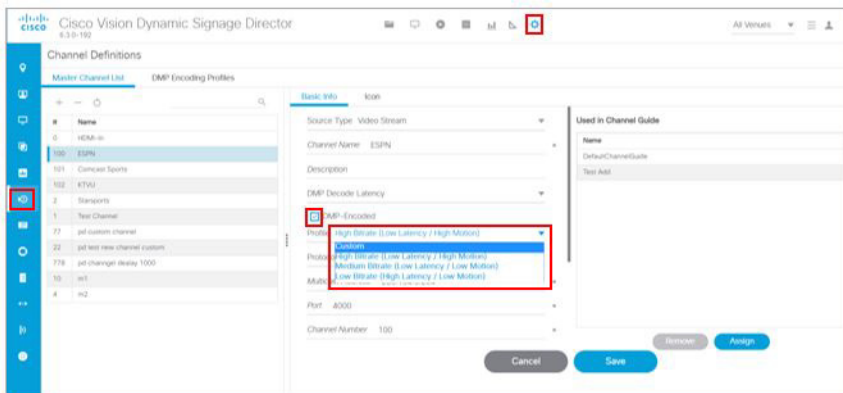 cisco
Cisco Vision Dynamic Signage Director
6.3.0-192
All Venues
Channel Definitions
Master Channel List
DMP Encoding Profiles
# Name
0 HDMI-in
100 ESPN
101 Comcast Sports
102 KTVU
2 Starsports
1 Test Channel
77 pd custom channel
22 pd test new channel custom
778 pd channgel dealay 1000
10 m1
4 m2
Basic Info
Icon
Source Type Video Stream
Channel Name ESPN
Description
DMP Decode Latency
DMP-Encoded
Profile High Bitrate (Low Latency / High Motion)
Custom
High Bitrate (Low Latency / High Motion)
Medium Bitrate (Low Latency / Low Motion)
Low Bitrate (High Latency / Low Motion)
Port 4000
Channel Number 100
Used in Channel Guide
Name
DefaultChannelGuide
Test Add
Remove
Assign
Cancel
Save